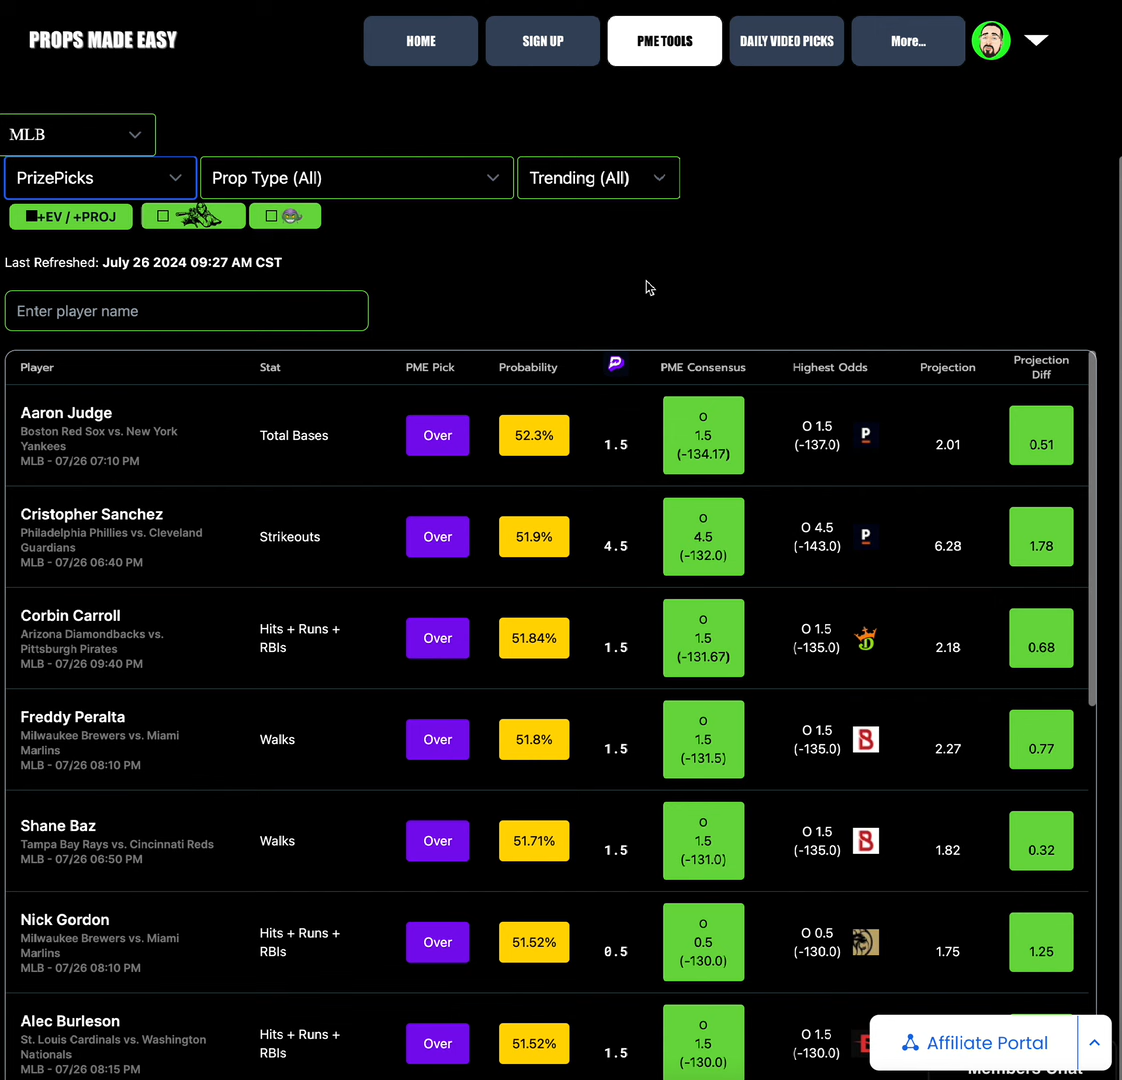 PROPS MADE EASY
HOME
SIGN UP
PME TOOLS
DAILY VIDEO PICKS
More...
MLB
PrizePicks
Prop Type (All)
Trending (All)
+EV / +PROJ
Last Refreshed: July 26 2024 09:27 AM CST
Enter player name
Player
Stat
PME Pick
Probability
PME Consensus
Highest Odds
Projection
Projection
Diff
Aaron Judge
Boston Red Sox vs. New York
Yankees
MLB - 07/26 07:10 PM
Total Bases
Over
52.3%
1.5
O
1.5
(-134.17)
O 1.5
(-137.0)
P
2.01
0.51
Cristopher Sanchez
Philadelphia Phillies vs. Cleveland
Guardians
MLB - 07/26 06:40 PM
Strikeouts
Over
51.9%
4.5
O
4.5
(-132.0)
O 4.5
(-143.0)
P
6.28
1.78
Corbin Carroll
Arizona Diamondbacks vs.
Pittsburgh Pirates
MLB - 07/26 09:40 PM
Hits + Runs +
RBIs
Over
51.84%
1.5
O
1.5
(-131.67)
O 1.5
(-135.0)
2.18
0.68
Freddy Peralta
Milwaukee Brewers vs. Miami
Marlins
MLB - 07/26 08:10 PM
Walks
Over
51.8%
1.5
O
1.5
(-131.5)
O 1.5
(-135.0)
B
2.27
0.77
Shane Baz
Tampa Bay Rays vs. Cincinnati Reds
MLB - 07/26 06:50 PM
Walks
Over
51.71%
1.5
O
1.5
(-131.0)
O 1.5
(-135.0)
B
1.82
0.32
Nick Gordon
Milwaukee Brewers vs. Miami
Marlins
MLB - 07/26 08:10 PM
Hits + Runs +
RBIs
Over
51.52%
0.5
O
0.5
(-130.0)
O 0.5
(-130.0)
1.75
1.25
Alec Burleson
St. Louis Cardinals vs. Washington
Nationals
MLB - 07/26 08:15 PM
Hits + Runs +
RBIs
Over
51.52%
1.5
O
1.5
(-130.0)
O 1.5
(-130.0)
Affiliate Portal
Members Chat